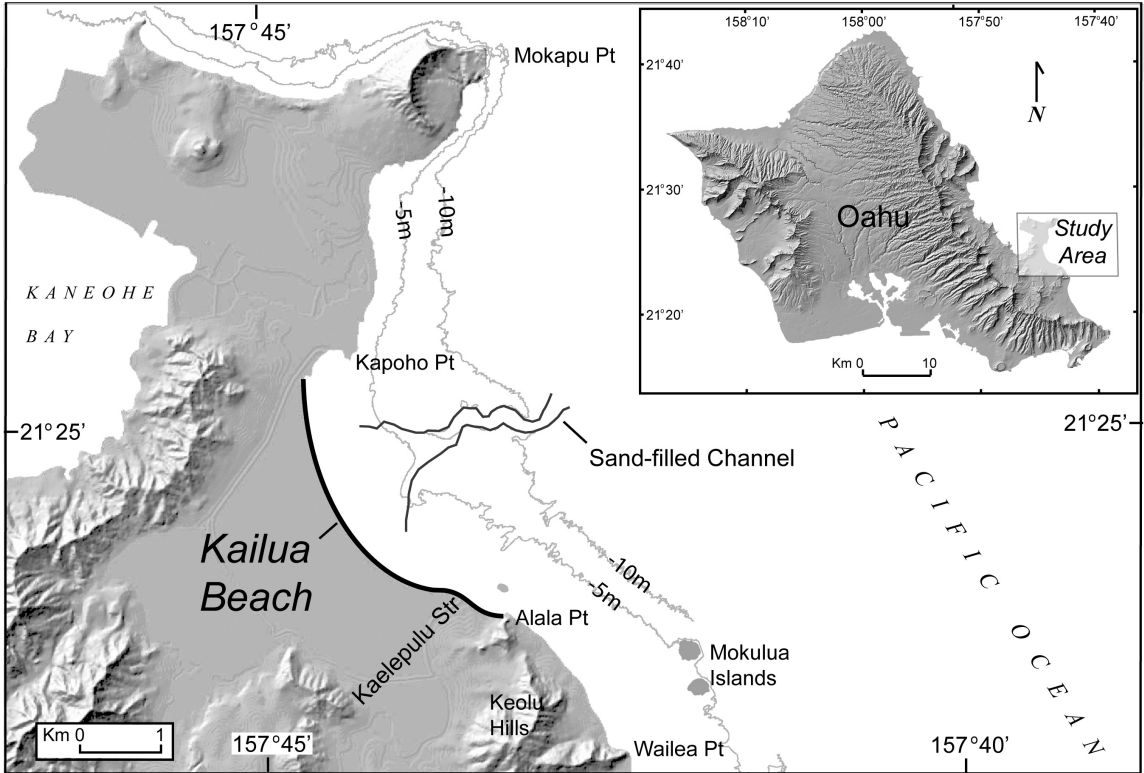 157°45'
Mokapu Pt
-5m
-10m
KANEOHE
BAY
Kapoho Pt
21°25'
Sand-filled Channel
Kailua
Beach
-10m
-5m
Kaelepulu Str
Alala Pt
Mokulua
Islands
Keolu
Hills
Wailea Pt
Km 0 1
157°45'
157°40'
21°25'
PACIFIC OCEAN
158°10'
158°00'
157°50'
157°40'
21°40'
N
21°30'
Oahu
Study
Area
21°20'
Km 0 10